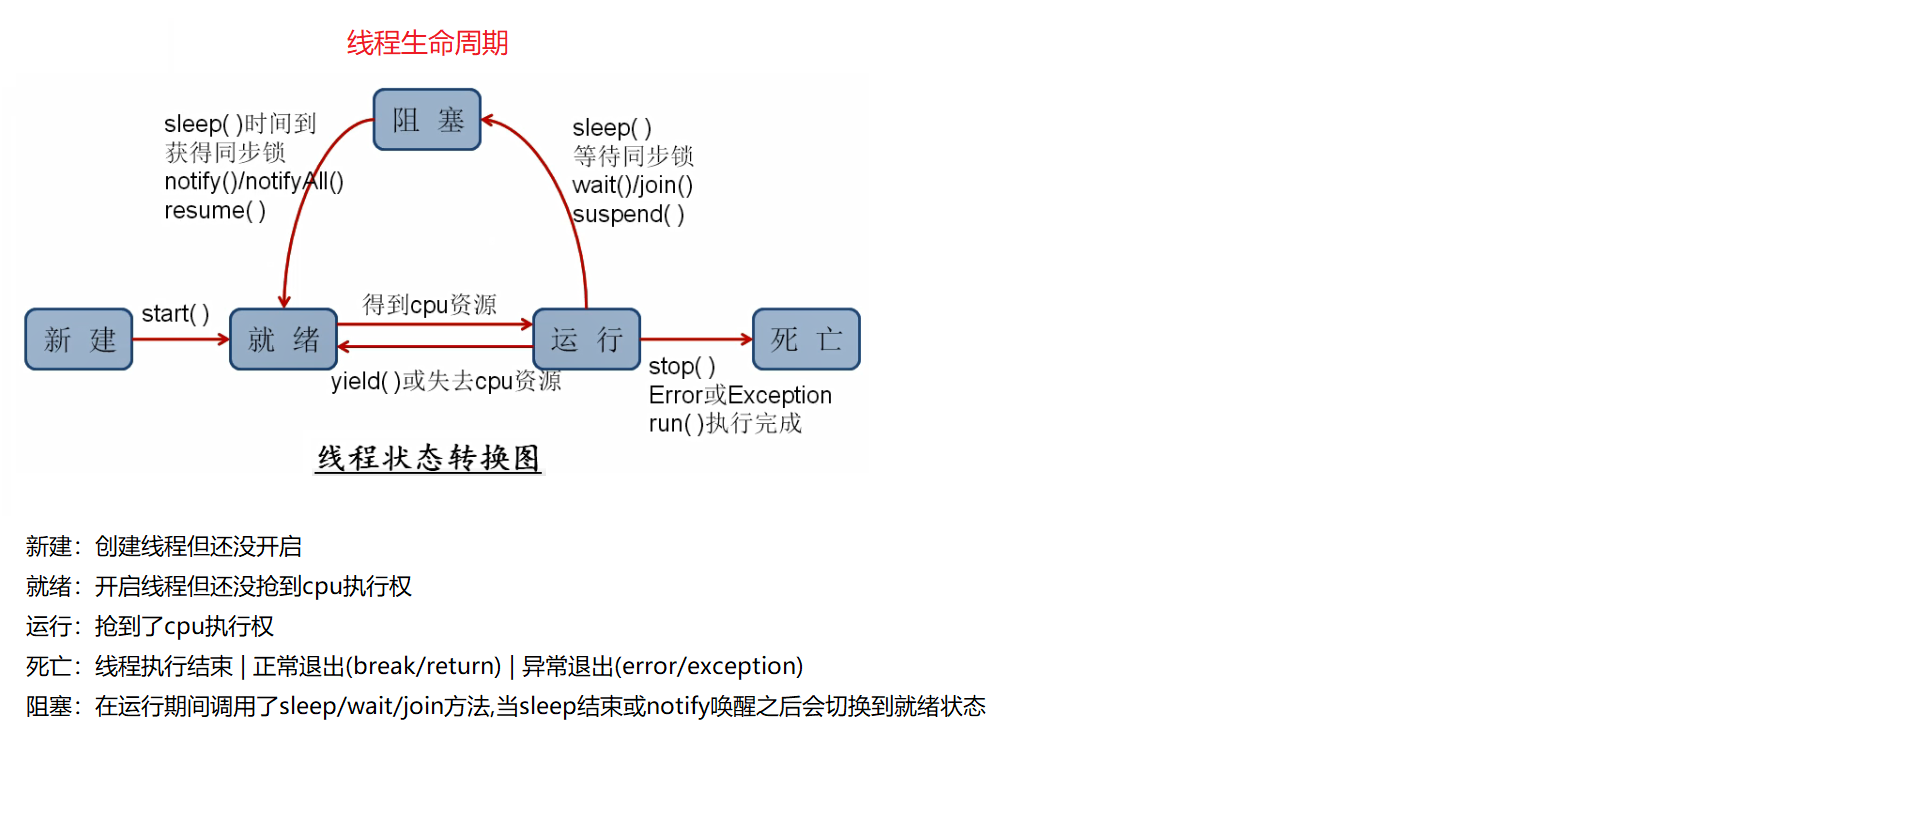 线程生命周期
阻 塞
sleep( )时间到
获得同步锁
notify()/notifyAll()
resume( )
sleep( )
等待同步锁
wait()/join()
suspend( )
新 建
start( )
就 绪
得到cpu资源
yield( )或失去cpu资源
运 行
stop( )
Error或Exception
run( )执行完成
死 亡
线程状态转换图
新建：创建线程但还没开启
就绪：开启线程但还没抢到cpu执行权
运行：抢到了cpu执行权
死亡：线程执行结束 | 正常退出(break/return) | 异常退出(error/exception)
阻塞：在运行期间调用了sleep/wait/join方法,当sleep结束或notify唤醒之后会切换到就绪状态